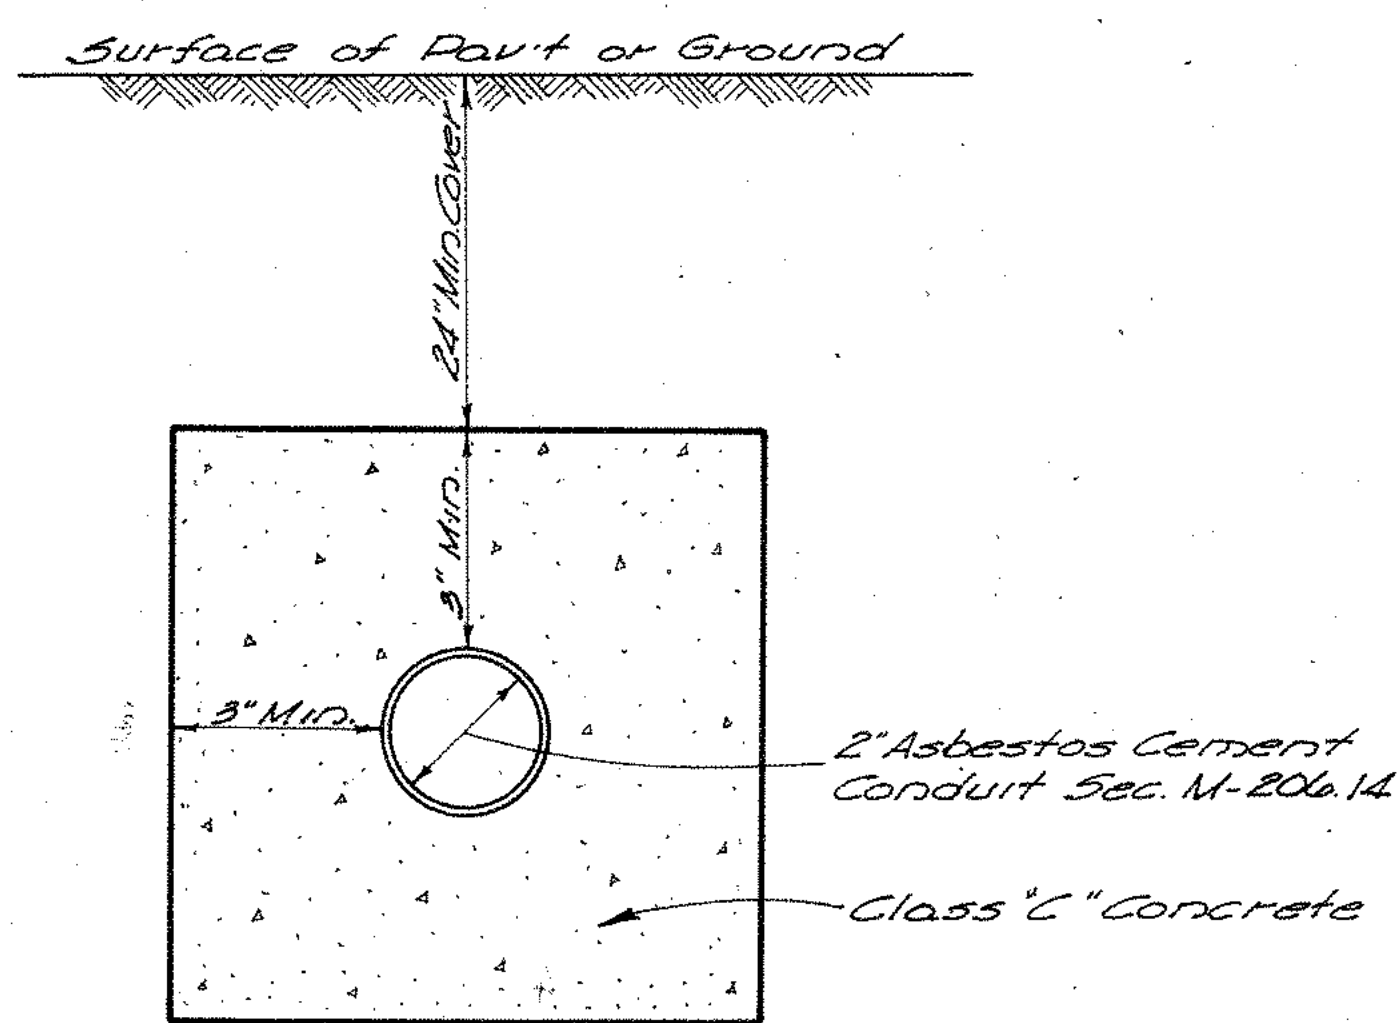 Surface of Pav't or Ground
24" Min. Cover
3" Min.
3" Min.
2" Asbestos Cement
Conduit Sec. M-206.14
Class "C" Concrete